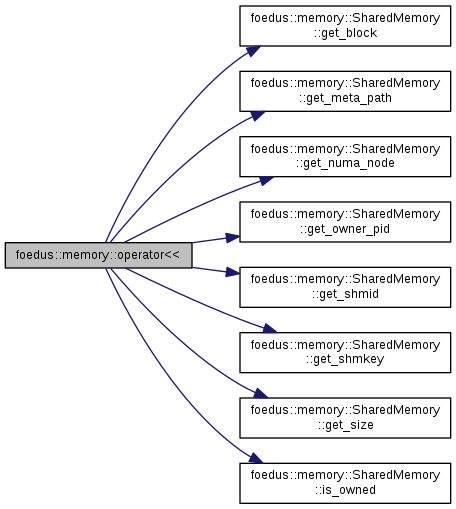 foedus::memory::SharedMemory
::get_block
foedus::memory::SharedMemory
::get_meta_path
foedus::memory::SharedMemory
::get_numa_node
foedus::memory::SharedMemory
::get_owner_pid
foedus::memory::operator<<
foedus::memory::SharedMemory
::get_shmid
foedus::memory::SharedMemory
::get_shmkey
foedus::memory::SharedMemory
::get_size
foedus::memory::SharedMemory
::is_owned